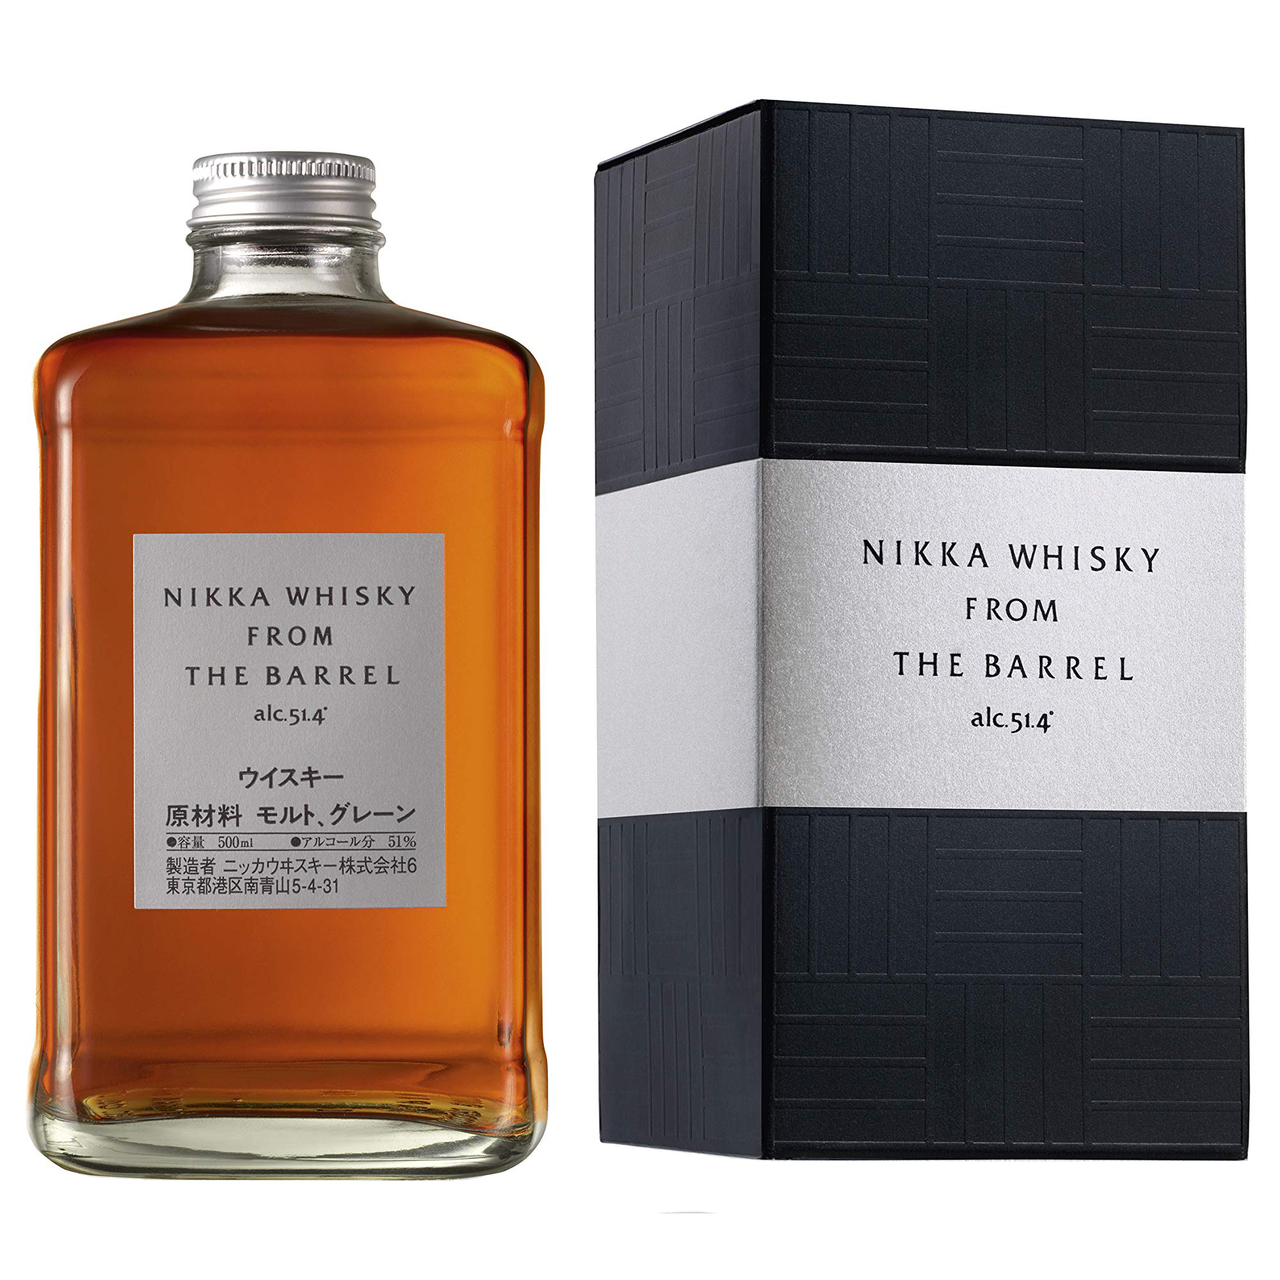 NIKKA WHISKY
FROM
THE BARREL
alc.51.4°
ウイスキー
原材料 モルト、グレーン
●容量 500ml ●アルコール分 51%
製造者 ニッカウヰスキー株式会社6
東京都港区南青山5-4-31
NIKKA WHISKY
FROM
THE BARREL
alc.51.4°